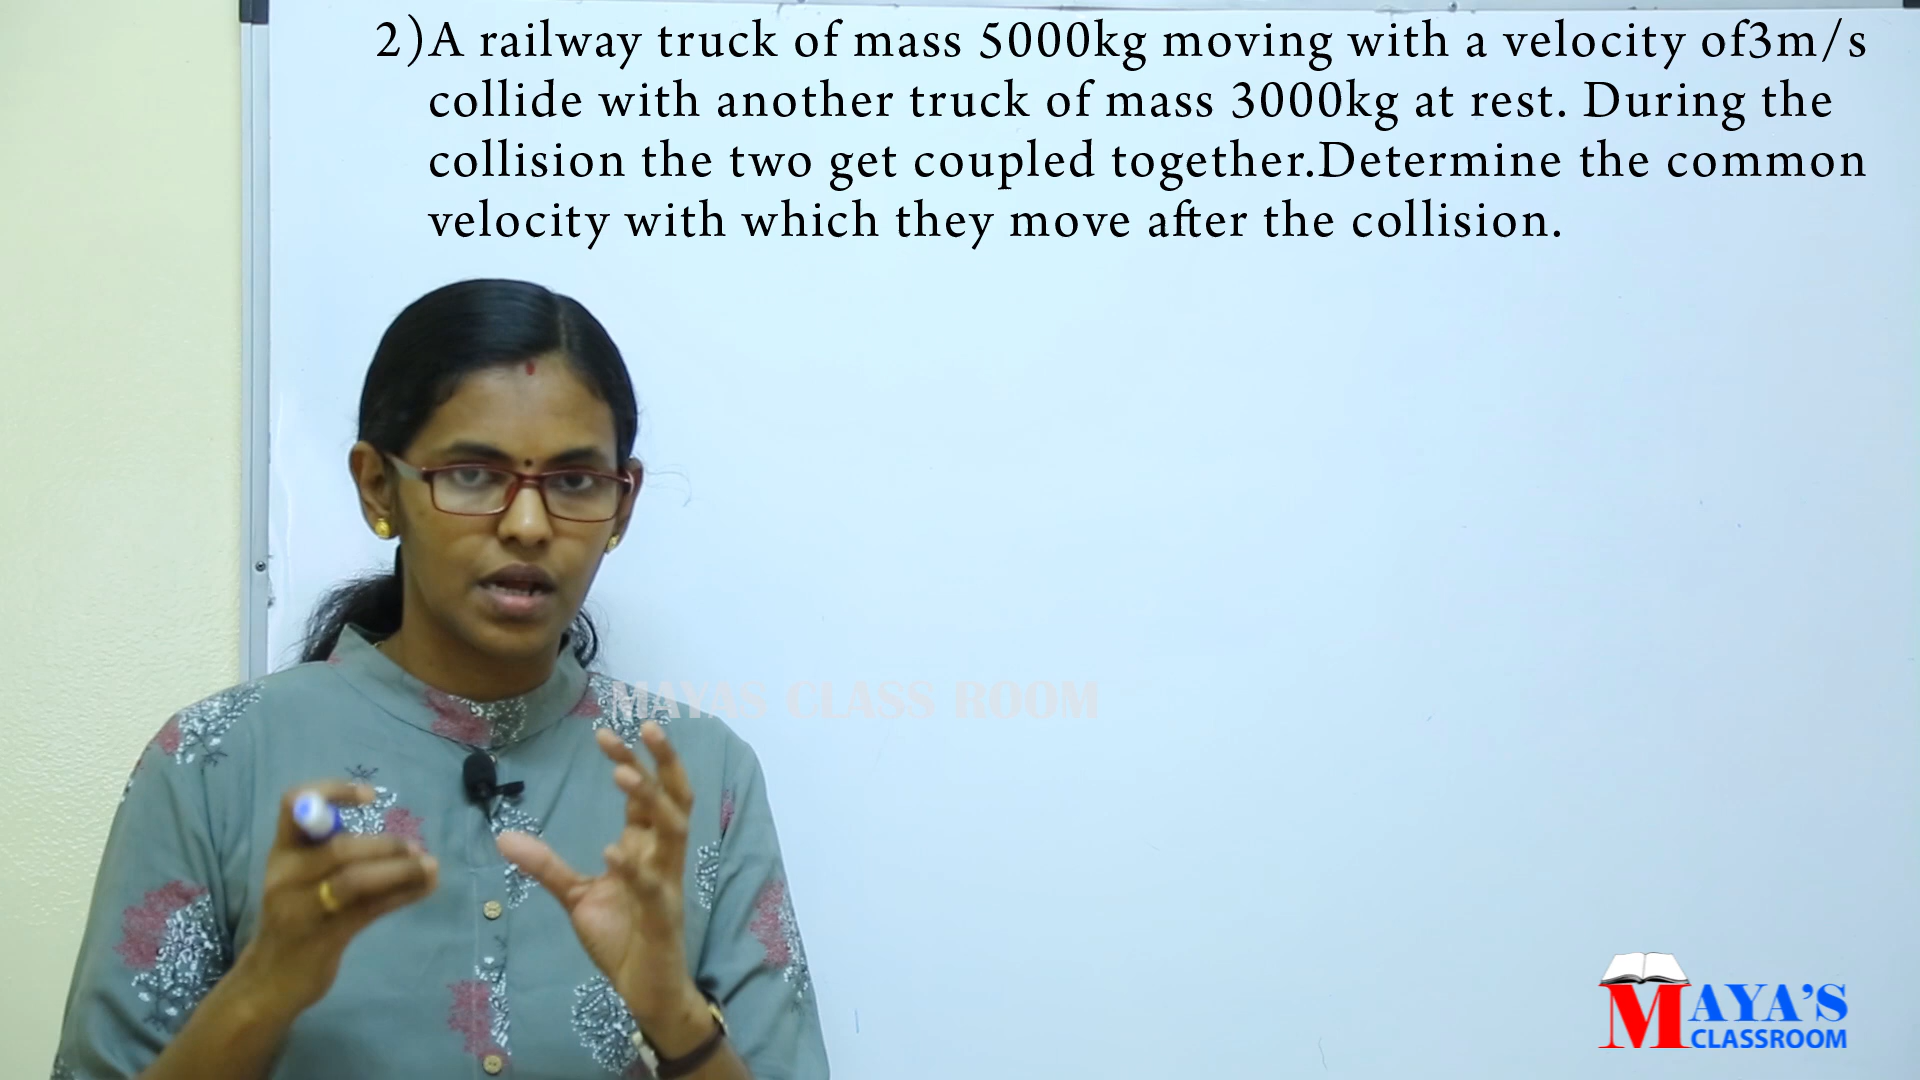 2)A railway truck of mass 5000kg moving with a velocity of3m/s
collide with another truck of mass 3000kg at rest. During the
collision the two get coupled together.Determine the common
velocity with which they move after the collision.
MAYAS CLASS ROOM
MAYA'S
CLASSROOM